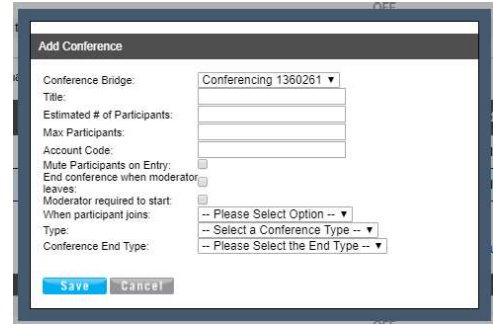 OFF
Add Conference
Conference Bridge: Conferencing 1360261
Title:
Estimated # of Participants:
Max Participants:
Account Code:
Mute Participants on Entry:
End conference when moderator
leaves:
Moderator required to start:
When participant joins: -- Please Select Option --
Type: -- Select a Conference Type --
Conference End Type: -- Please Select the End Type --
Save Cancel
OFF